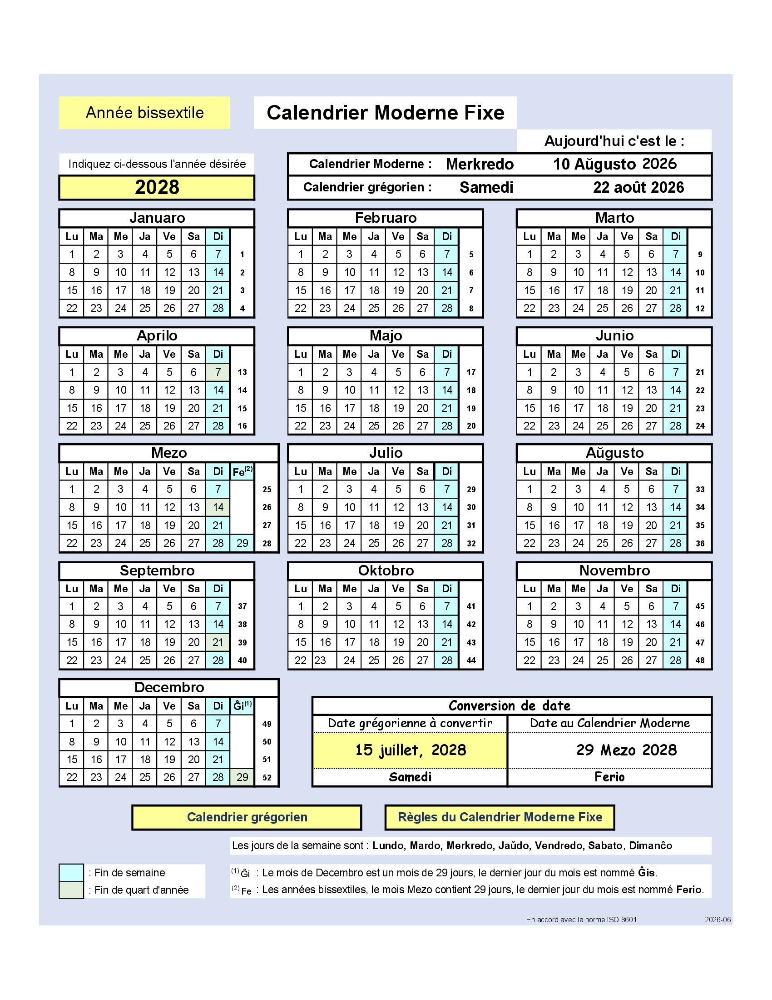 Année bissextile
Calendrier Moderne Fixe
Aujourd'hui c'est le :
Indiquez ci-dessous l'année désirée
Calendrier Moderne : Merkredo 10 Aŭgusto 2026
2028
Calendrier grégorien : Samedi 22 août 2026
Januaro Februaro Marto
Lu Ma Me Ja Ve Sa Di Lu Ma Me Ja Ve Sa Di Lu Ma Me Ja Ve Sa Di
1 2 3 4 5 6 7 1 1 2 3 4 5 6 7 5 1 2 3 4 5 6 7 9
8 9 10 11 12 13 14 2 8 9 10 11 12 13 14 6 8 9 10 11 12 13 14 10
15 16 17 18 19 20 21 3 15 16 17 18 19 20 21 7 15 16 17 18 19 20 21 11
22 23 24 25 26 27 28 4 22 23 24 25 26 27 28 8 22 23 24 25 26 27 28 12
Aprilo Majo Junio
Lu Ma Me Ja Ve Sa Di Lu Ma Me Ja Ve Sa Di Lu Ma Me Ja Ve Sa Di
1 2 3 4 5 6 7 13 1 2 3 4 5 6 7 17 1 2 3 4 5 6 7 21
8 9 10 11 12 13 14 14 8 9 10 11 12 13 14 18 8 9 10 11 12 13 14 22
15 16 17 18 19 20 21 15 15 16 17 18 19 20 21 19 15 16 17 18 19 20 21 23
22 23 24 25 26 27 28 16 22 23 24 25 26 27 28 20 22 23 24 25 26 27 28 24
Mezo Julio Aŭgusto
Lu Ma Me Ja Ve Sa Di Fe(2) Lu Ma Me Ja Ve Sa Di Lu Ma Me Ja Ve Sa Di
1 2 3 4 5 6 7 25 1 2 3 4 5 6 7 29 1 2 3 4 5 6 7 33
8 9 10 11 12 13 14 26 8 9 10 11 12 13 14 30 8 9 10 11 12 13 14 34
15 16 17 18 19 20 21 27 15 16 17 18 19 20 21 31 15 16 17 18 19 20 21 35
22 23 24 25 26 27 28 29 28 22 23 24 25 26 27 28 32 22 23 24 25 26 27 28 36
Septembro Oktobro Novembro
Lu Ma Me Ja Ve Sa Di Lu Ma Me Ja Ve Sa Di Lu Ma Me Ja Ve Sa Di
1 2 3 4 5 6 7 37 1 2 3 4 5 6 7 41 1 2 3 4 5 6 7 45
8 9 10 11 12 13 14 38 8 9 10 11 12 13 14 42 8 9 10 11 12 13 14 46
15 16 17 18 19 20 21 39 15 16 17 18 19 20 21 43 15 16 17 18 19 20 21 47
22 23 24 25 26 27 28 40 22 23 24 25 26 27 28 44 22 23 24 25 26 27 28 48
Decembro
Lu Ma Me Ja Ve Sa Di Ĝi(1)
1 2 3 4 5 6 7 49
8 9 10 11 12 13 14 50
15 16 17 18 19 20 21 51
22 23 24 25 26 27 28 29 52
Conversion de date
Date grégorienne à convertir Date au Calendrier Moderne
15 juillet, 2028 29 Mezo 2028
Samedi Ferio
Calendrier grégorien Règles du Calendrier Moderne Fixe
Les jours de la semaine sont : Lundo, Mardo, Merkredo, Jaŭdo, Vendredo, Sabato, Dimanĉo
: Fin de semaine
: Fin de quart d'année
(1) Ĝi : Le mois de Decembro est un mois de 29 jours, le dernier jour du mois est nommé Ĝis.
(2) Fe : Les années bissextiles, le mois Mezo contient 29 jours, le dernier jour du mois est nommé Ferio.
En accord avec la norme ISO 8601 2026-06